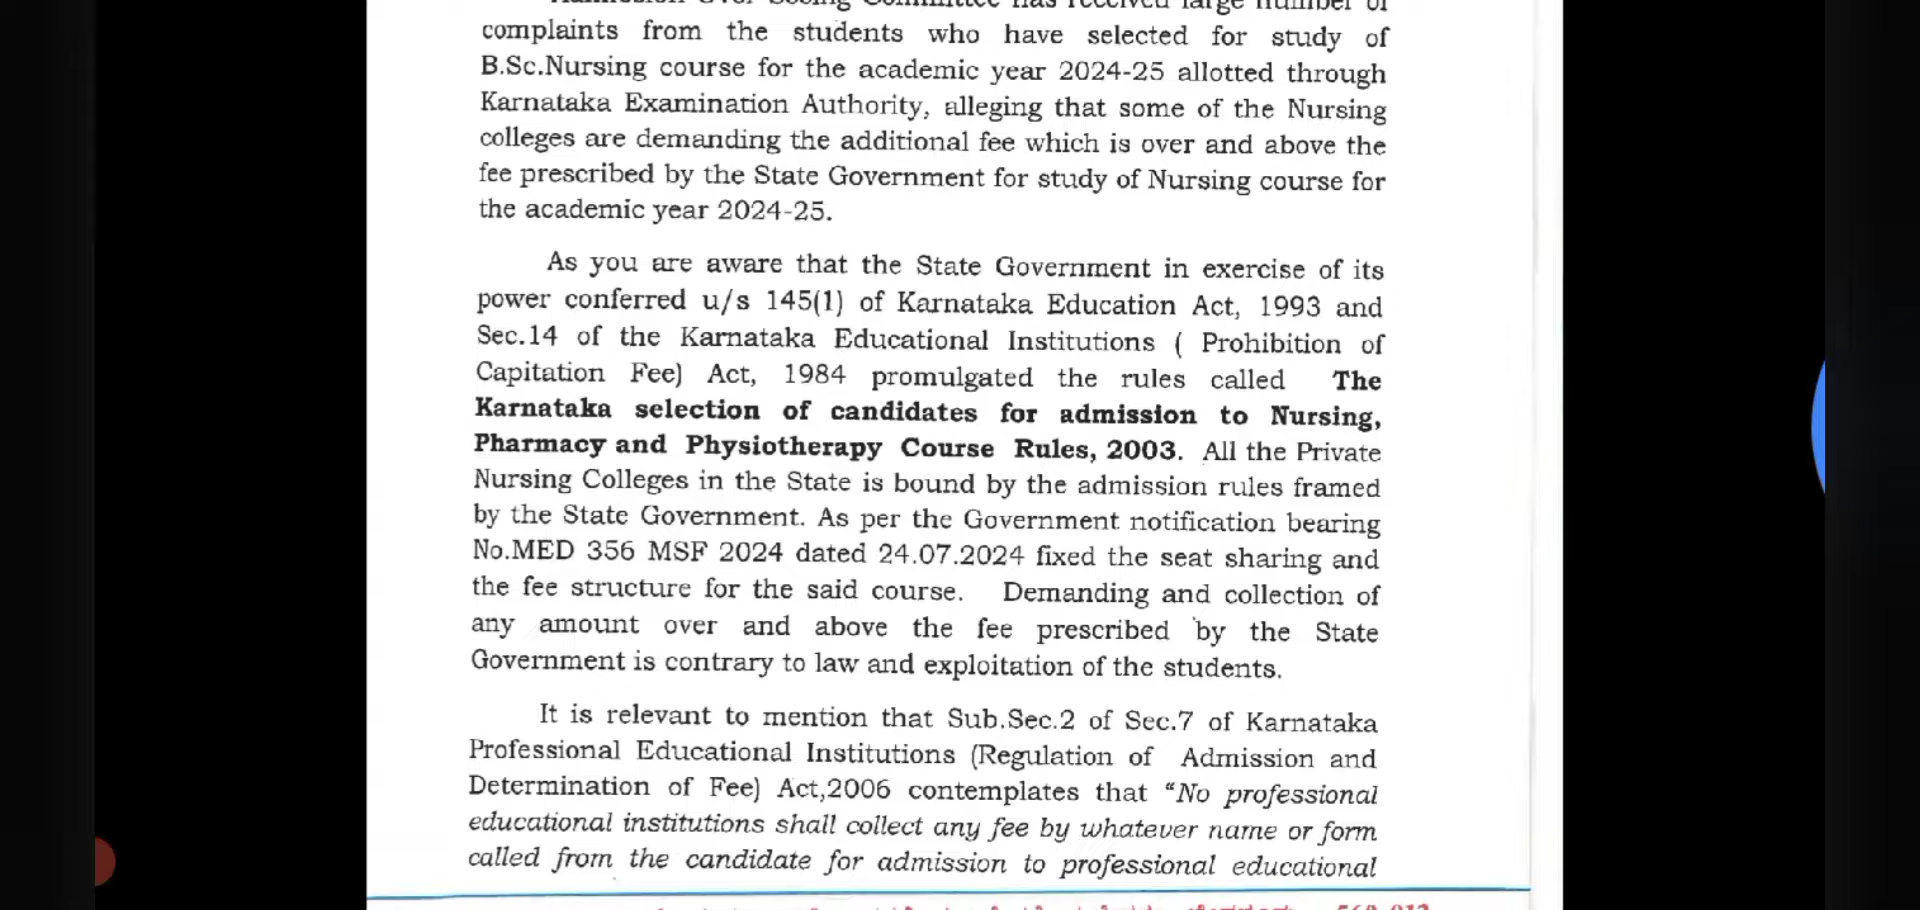 Admission Over Seeing Committee has received large number of
complaints from the students who have selected for study of
B.Sc.Nursing course for the academic year 2024-25 allotted through
Karnataka Examination Authority, alleging that some of the Nursing
colleges are demanding the additional fee which is over and above the
fee prescribed by the State Government for study of Nursing course for
the academic year 2024-25.
As you are aware that the State Government in exercise of its
power conferred u/s 145(1) of Karnataka Education Act, 1993 and
Sec.14 of the Karnataka Educational Institutions ( Prohibition of
Capitation Fee) Act, 1984 promulgated the rules called The
Karnataka selection of candidates for admission to Nursing,
Pharmacy and Physiotherapy Course Rules, 2003. All the Private
Nursing Colleges in the State is bound by the admission rules framed
by the State Government. As per the Government notification bearing
No.MED 356 MSF 2024 dated 24.07.2024 fixed the seat sharing and
the fee structure for the said course. Demanding and collection of
any amount over and above the fee prescribed by the State
Government is contrary to law and exploitation of the students.
It is relevant to mention that Sub.Sec.2 of Sec.7 of Karnataka
Professional Educational Institutions (Regulation of Admission and
Determination of Fee) Act,2006 contemplates that “No professional
educational institutions shall collect any fee by whatever name or form
called from the candidate for admission to professional educational